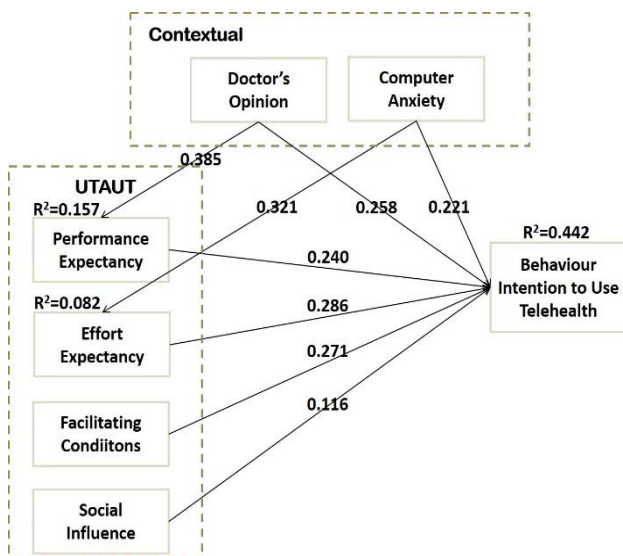 Contextual
Doctor's
Opinion
Computer
Anxiety
0.385
UTAUT
R²=0.157
0.321
0.258
0.221
R²=0.442
Performance
Expectancy
0.240
Behaviour
Intention to Use
Telehealth
R²=0.082
0.286
Effort
Expectancy
0.271
0.116
Facilitating
Condiitons
Social
Influence